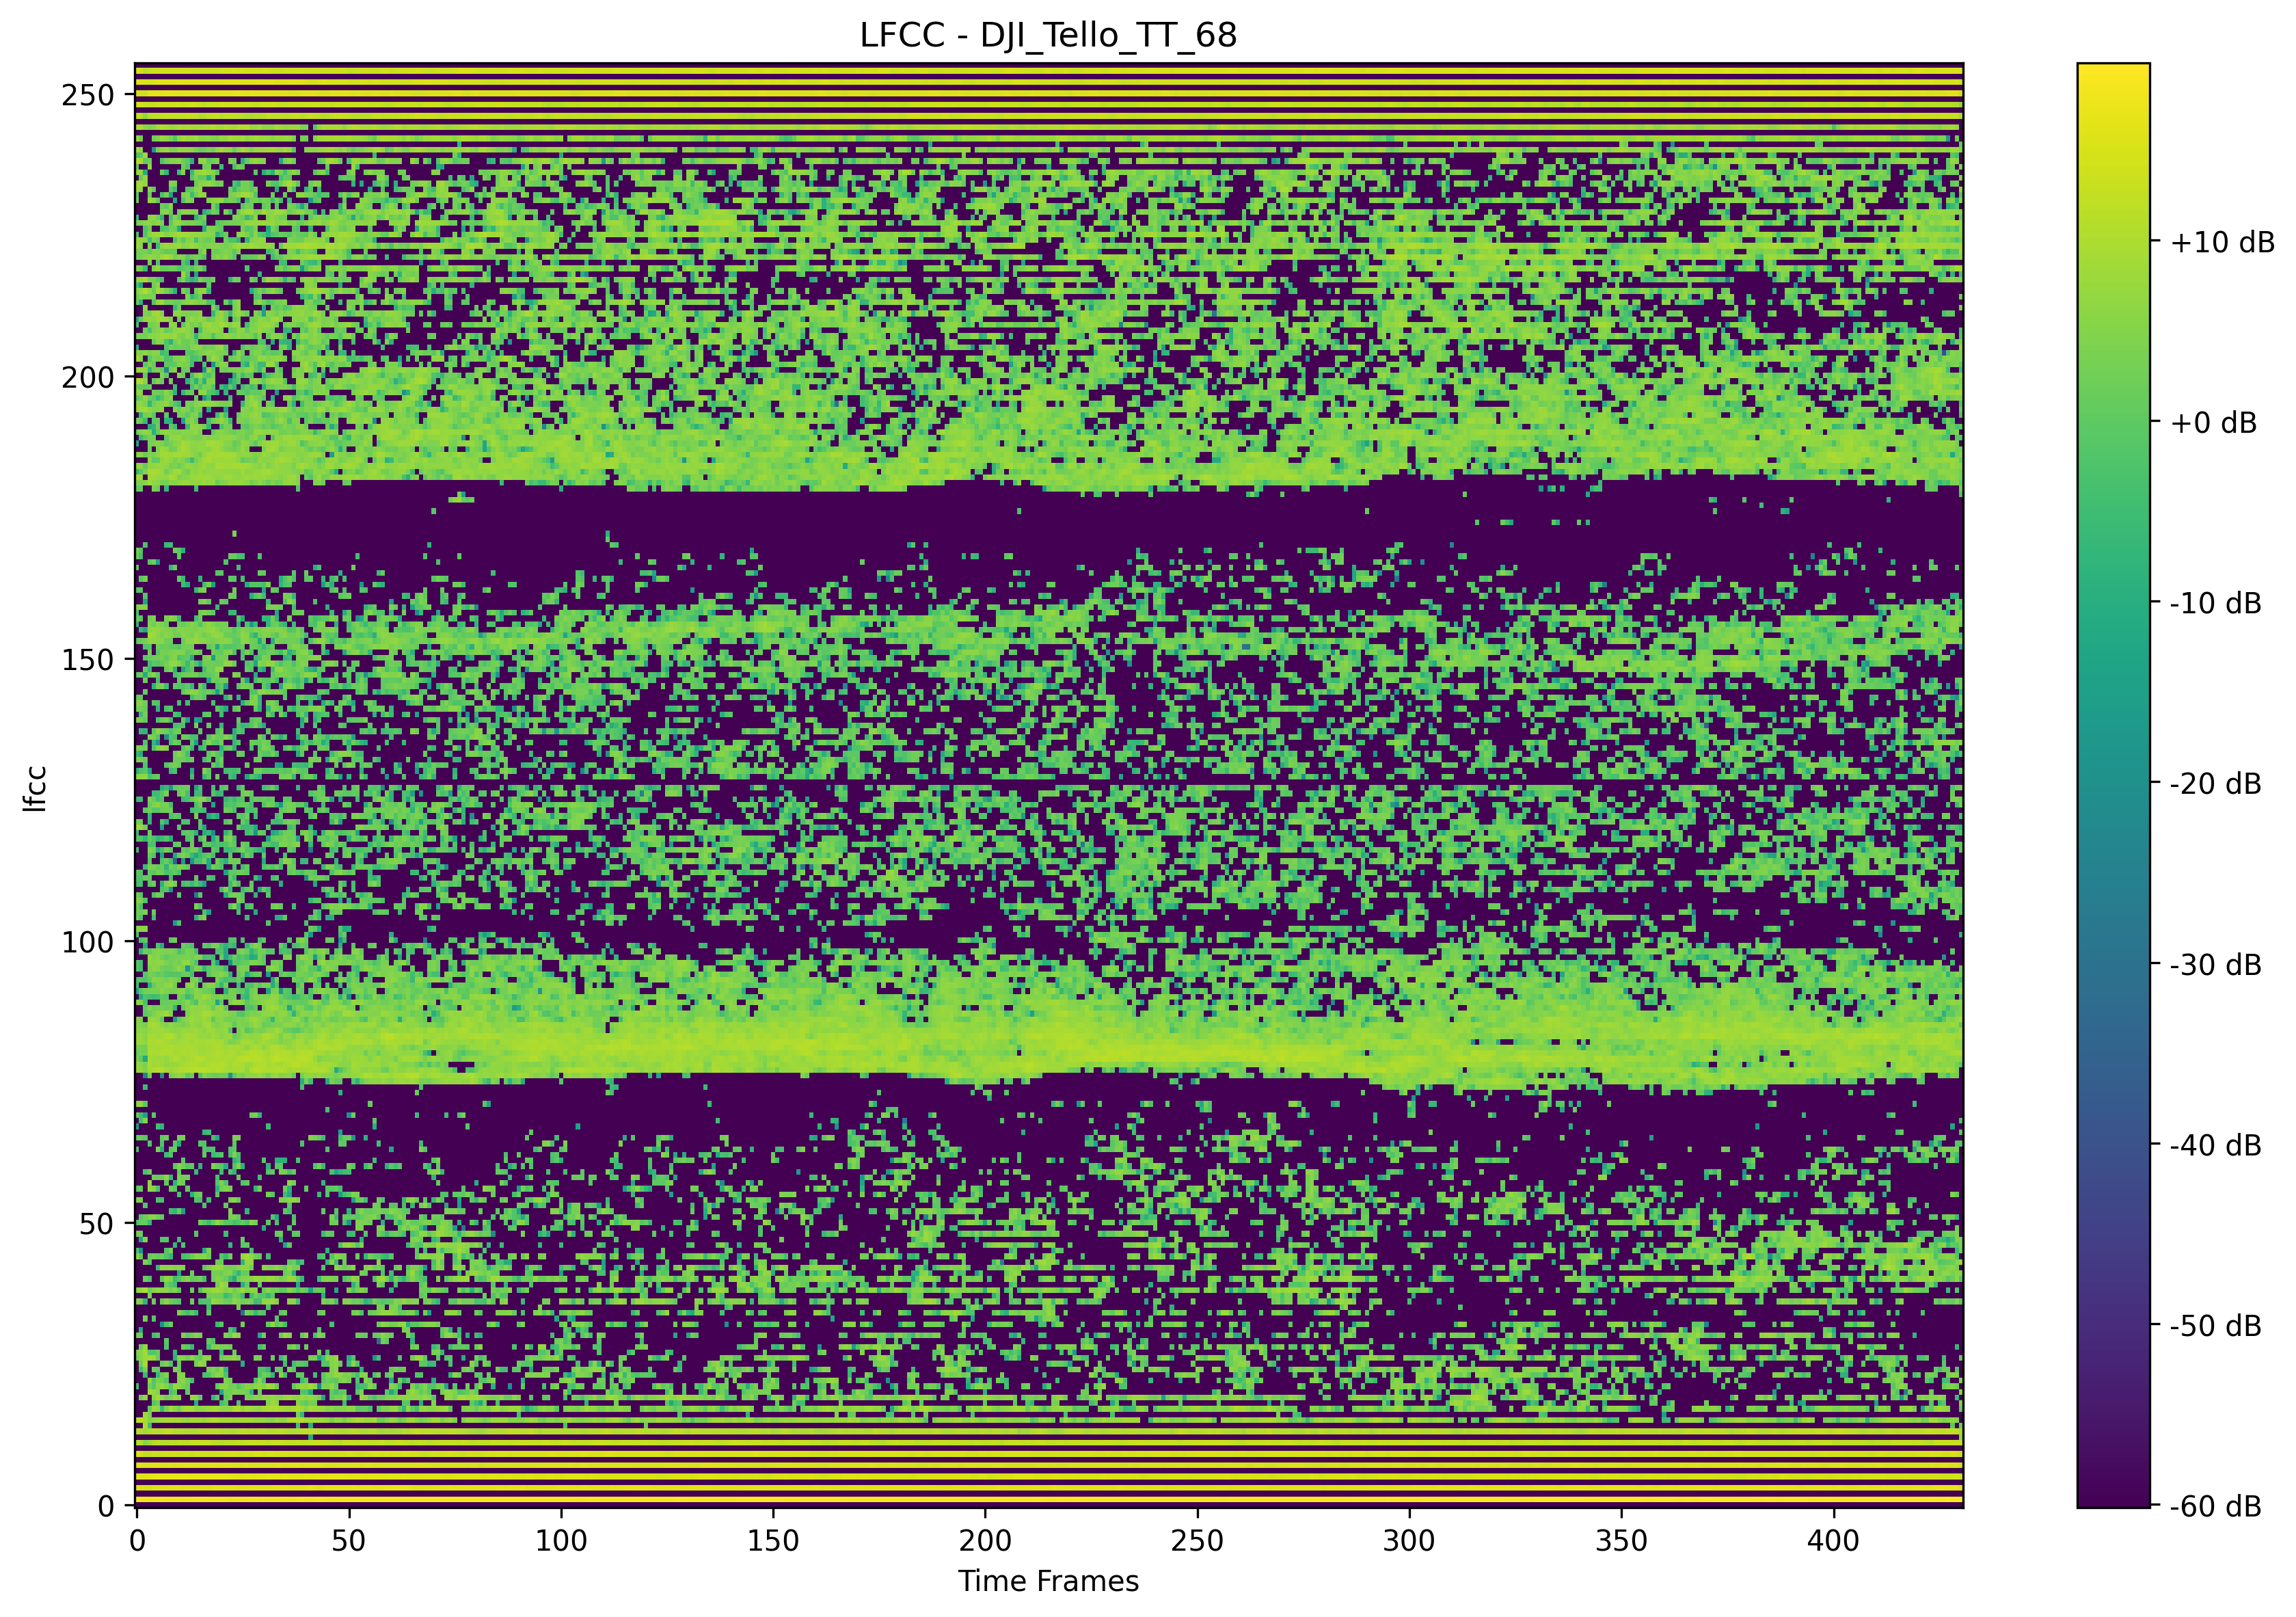 LFCC - DJI_Tello_TT_68
lfcc
250
200
150
100
50
0
0 50 100 150 200 250 300 350 400
Time Frames
+10 dB
+0 dB
-10 dB
-20 dB
-30 dB
-40 dB
-50 dB
-60 dB